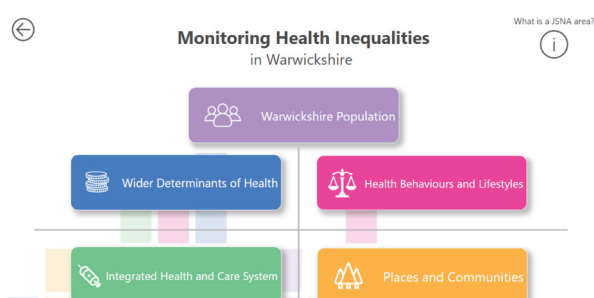 What is a JSNA area?
i
Monitoring Health Inequalities
in Warwickshire
Warwickshire Population
Wider Determinants of Health
Health Behaviours and Lifestyles
Integrated Health and Care System
Places and Communities